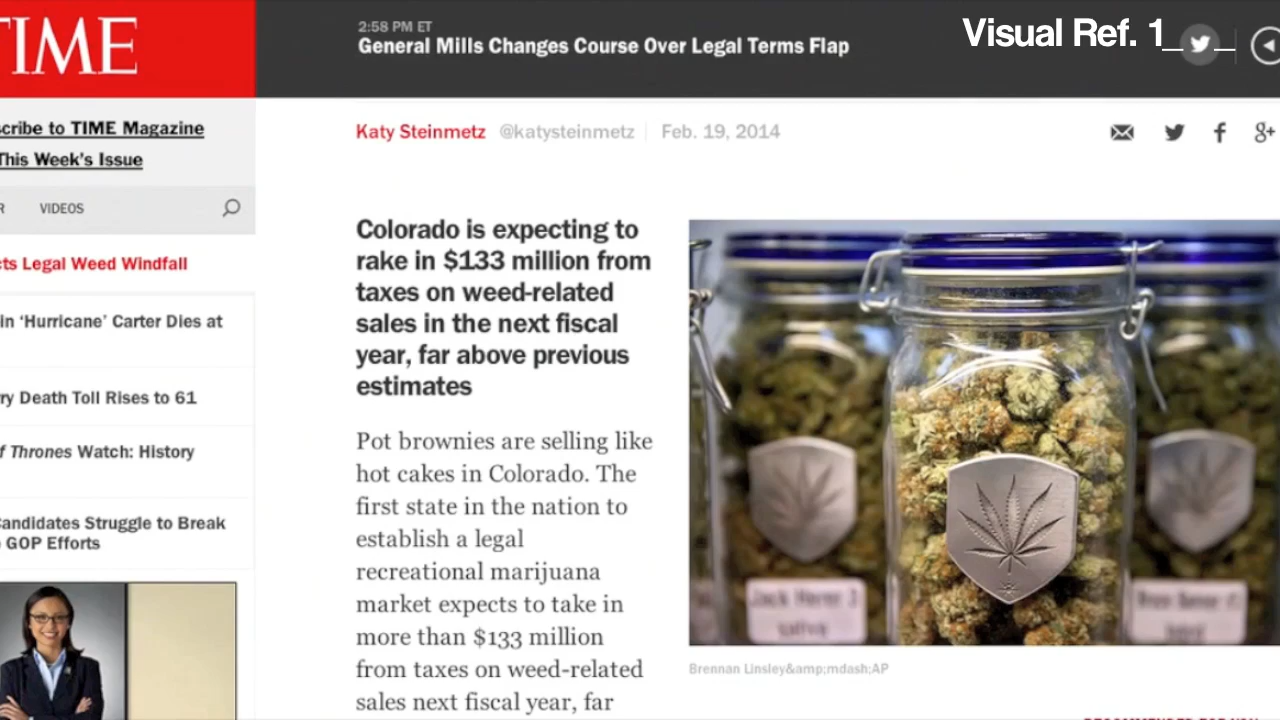 TIME
2:58 PM ET
General Mills Changes Course Over Legal Terms Flap
Visual Ref. 1_ _
scribe to TIME Magazine
This Week's Issue
R
VIDEOS
cts Legal Weed Windfall
in 'Hurricane' Carter Dies at
ry Death Toll Rises to 61
f Thrones Watch: History
Candidates Struggle to Break
GOP Efforts
Katy Steinmetz @katysteinmetz Feb. 19, 2014
g+
Colorado is expecting to
rake in $133 million from
taxes on weed-related
sales in the next fiscal
year, far above previous
estimates
Pot brownies are selling like
hot cakes in Colorado. The
first state in the nation to
establish a legal
recreational marijuana
market expects to take in
more than $133 million
from taxes on weed-related
sales next fiscal year, far
Jack Herer
sativa
Brennan Linsley&amp;mdash;AP